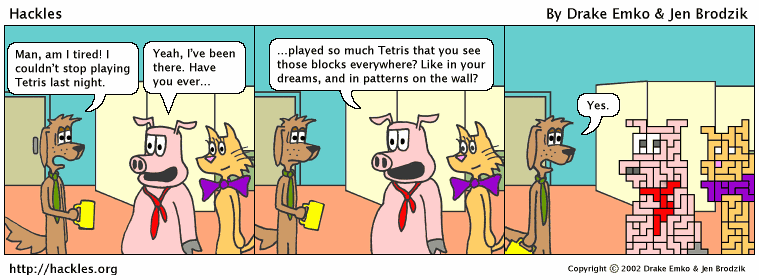 Hackles
By Drake Emko & Jen Brodzik
Man, am I tired! I
couldn't stop playing
Tetris last night.
Yeah, I've been
there. Have
you ever...
...played so much Tetris that you see
those blocks everywhere? Like in your
dreams, and in patterns on the wall?
Yes.
http://hackles.org
Copyright © 2002 Drake Emko & Jen Brodzik